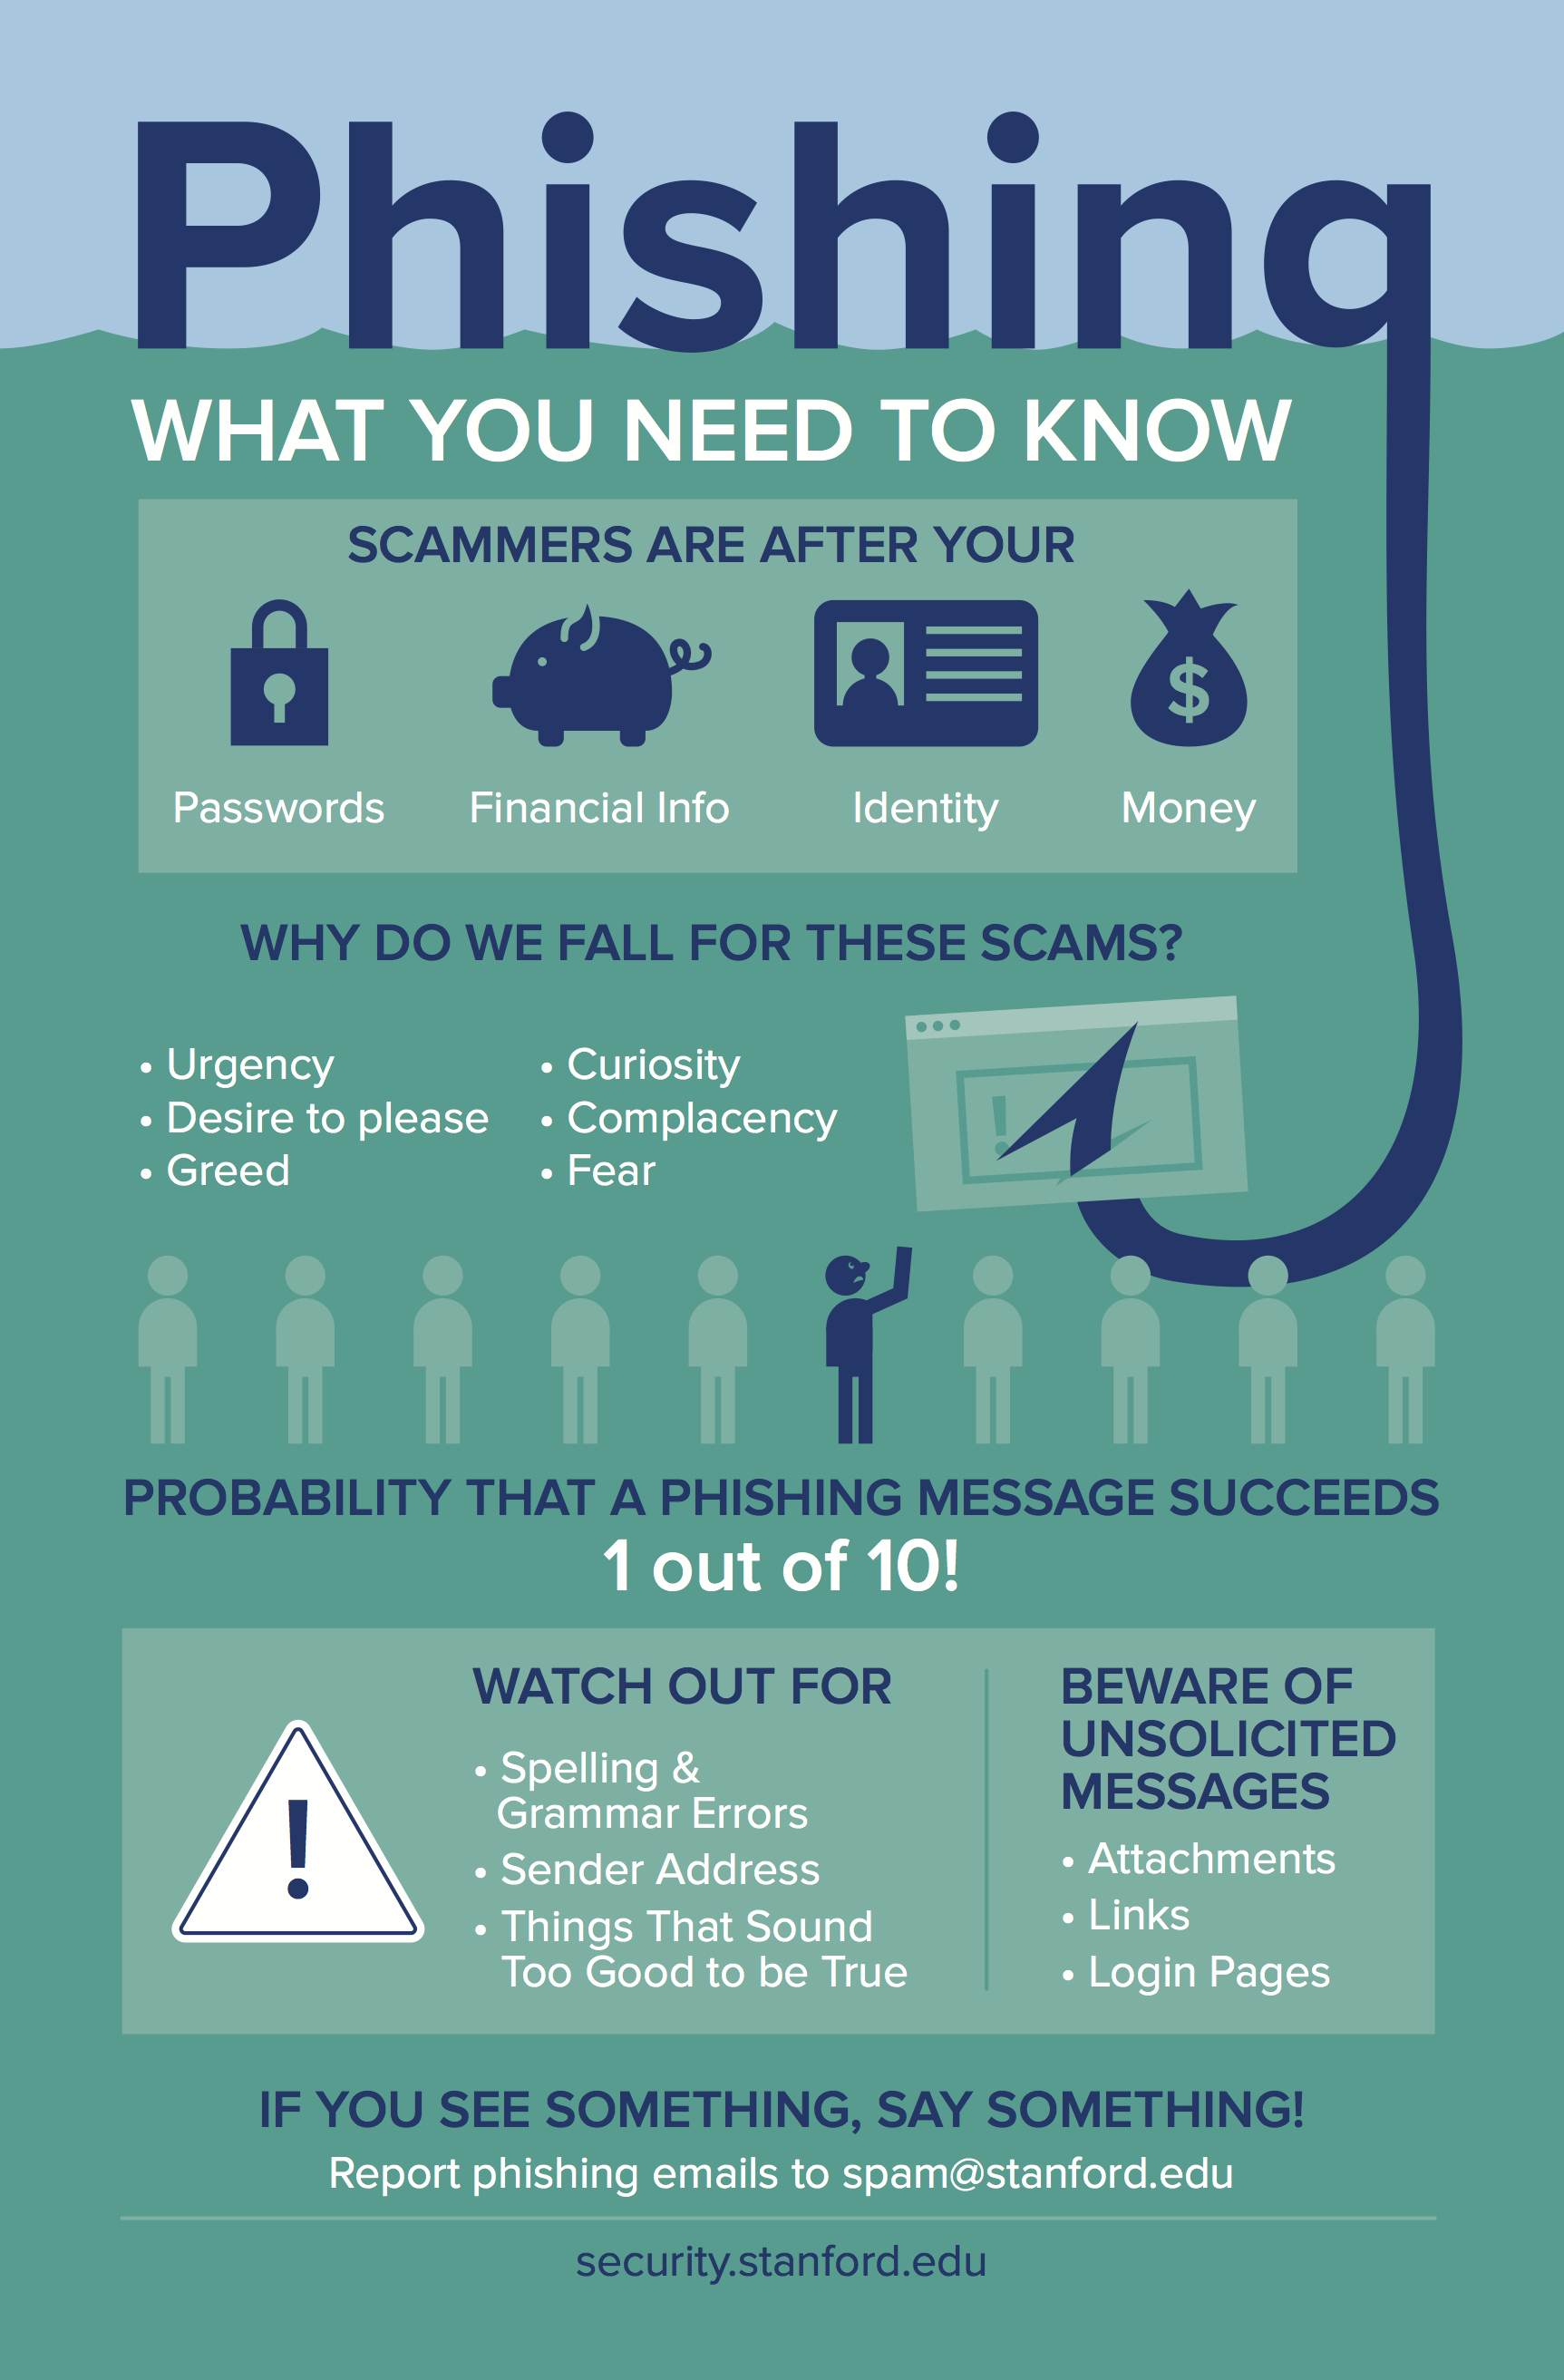 Phishing
WHAT YOU NEED TO KNOW
SCAMMERS ARE AFTER YOUR
$
Passwords
Financial Info
Identity
Money
WHY DO WE FALL FOR THESE SCAMS?
• Urgency
• Desire to please
• Greed
• Curiosity
• Complacency
• Fear
!
PROBABILITY THAT A PHISHING MESSAGE SUCCEEDS
1 out of 10!
!
WATCH OUT FOR
• Spelling &
Grammar Errors
• Sender Address
• Things That Sound
Too Good to be True
BEWARE OF
UNSOLICITED
MESSAGES
• Attachments
• Links
• Login Pages
IF YOU SEE SOMETHING, SAY SOMETHING!
Report phishing emails to spam@stanford.edu
security.stanford.edu